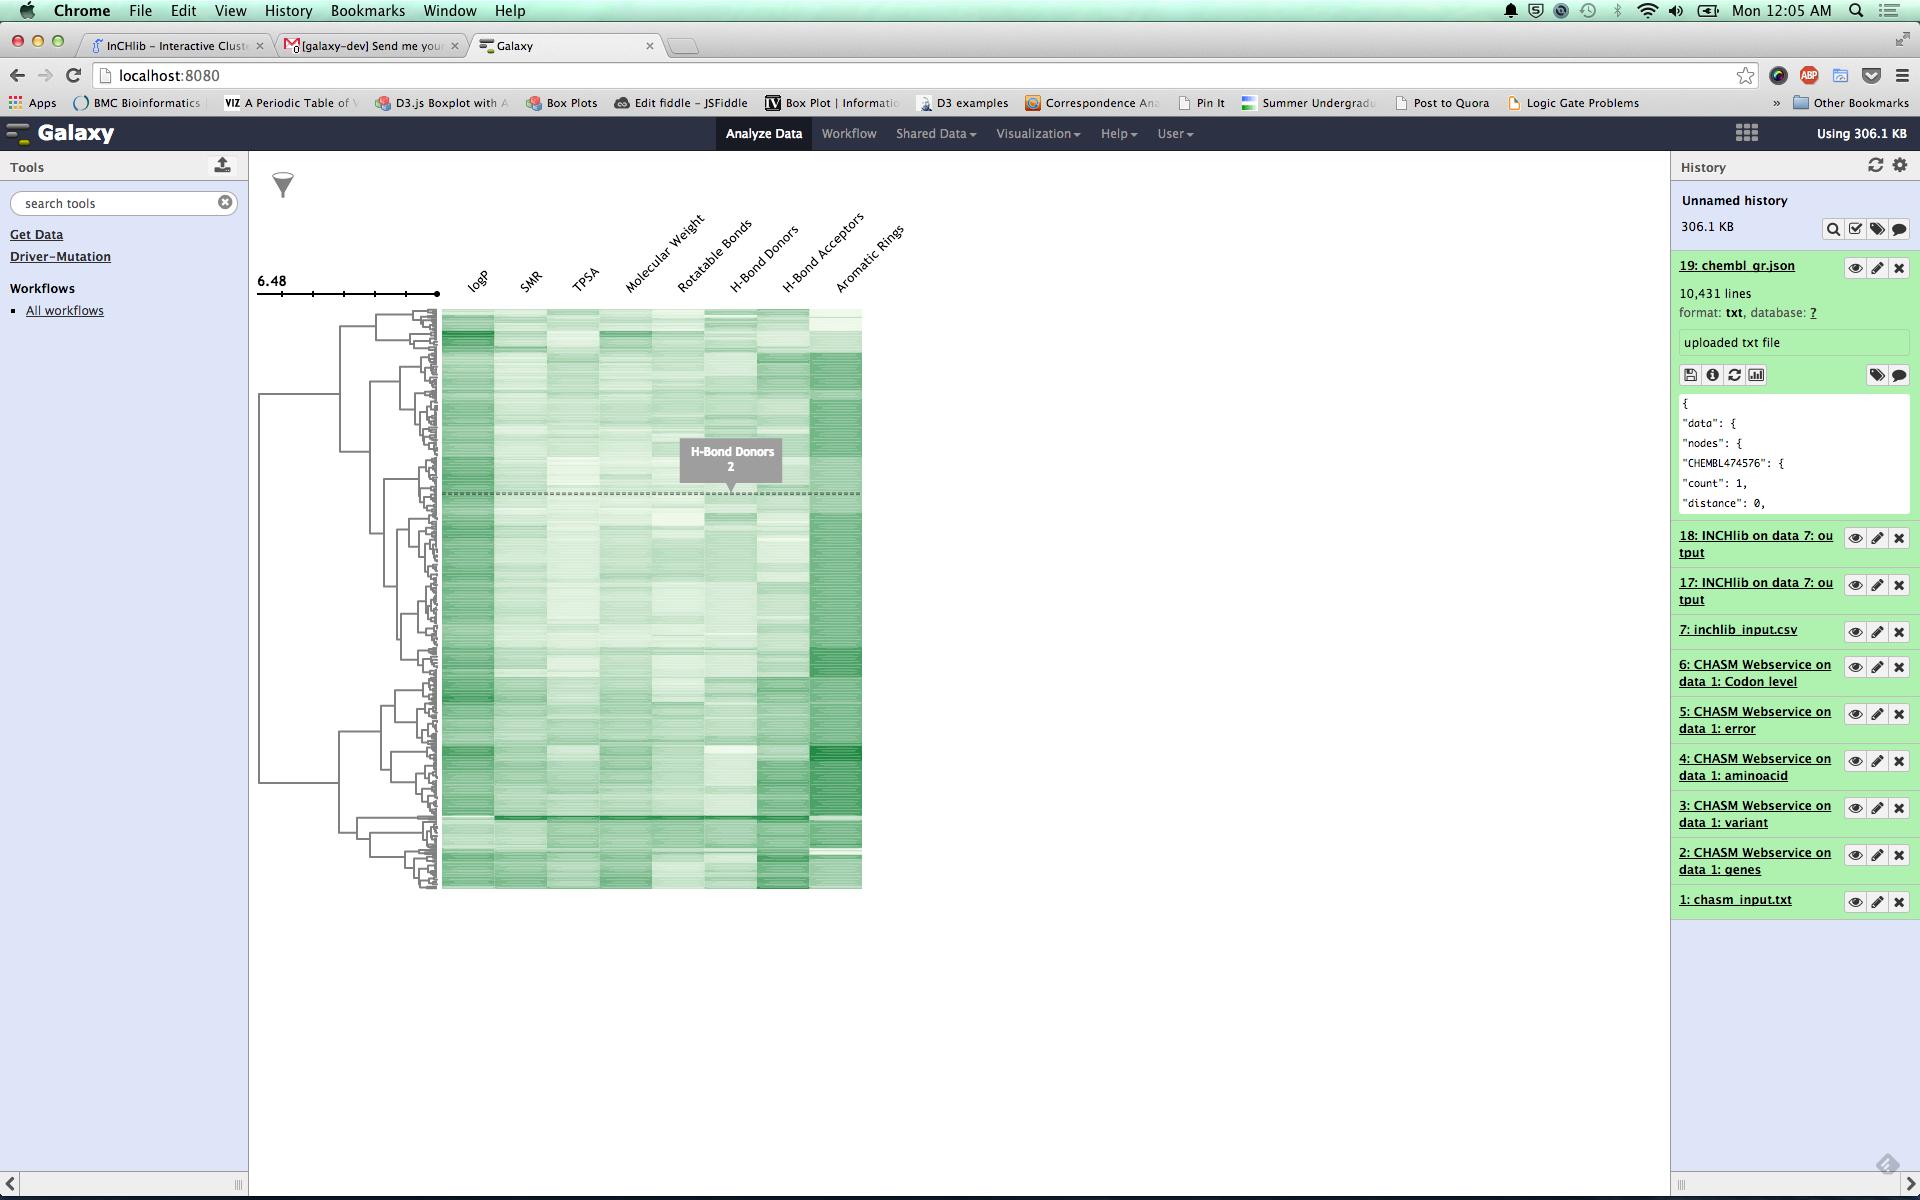 Chrome File Edit View History Bookmarks Window Help
Mon 12:05 AM
InCHlib – Interactive Cluste
[galaxy-dev] Send me your
Galaxy
localhost:8080
Apps
BMC Bioinformatics
VIZ A Periodic Table of V
D3.js Boxplot with A
Box Plots
Edit fiddle – JSFiddle
Box Plot | Informatio
D3 examples
Correspondence Ana
Pin It
Summer Undergradu
Post to Quora
Logic Gate Problems
»
Other Bookmarks
Galaxy
Analyze Data Workflow Shared Data Visualization Help User
Using 306.1 KB
Tools
search tools
Get Data
Driver-Mutation
Workflows
All workflows
6.48
logP
SMR
TPSA
Molecular Weight
Rotatable Bonds
H-Bond Donors
H-Bond Acceptors
Aromatic Rings
H-Bond Donors
2
History
Unnamed history
306.1 KB
19: chembl_gr.json
10,431 lines
format: txt, database: ?
uploaded txt file
{
"data": {
"nodes": {
"CHEMBL474576": {
"count": 1,
"distance": 0,
18: INCHlib on data 7: ou
tput
17: INCHlib on data 7: ou
tput
7: inchlib_input.csv
6: CHASM Webservice on
data 1: Codon level
5: CHASM Webservice on
data 1: error
4: CHASM Webservice on
data 1: aminoacid
3: CHASM Webservice on
data 1: variant
2: CHASM Webservice on
data 1: genes
1: chasm_input.txt